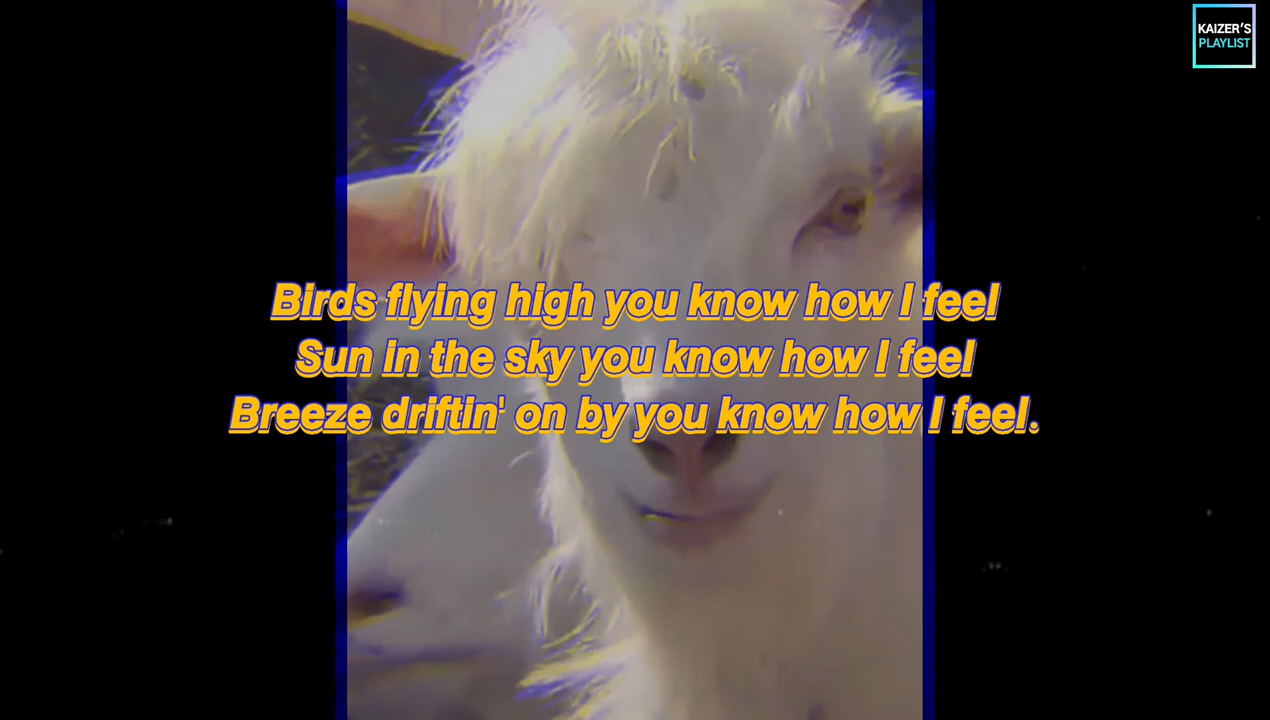 KAIZER'S
PLAYLIST
Birds flying high you know how I feel
Sun in the sky you know how I feel
Breeze driftin' on by you know how I feel.